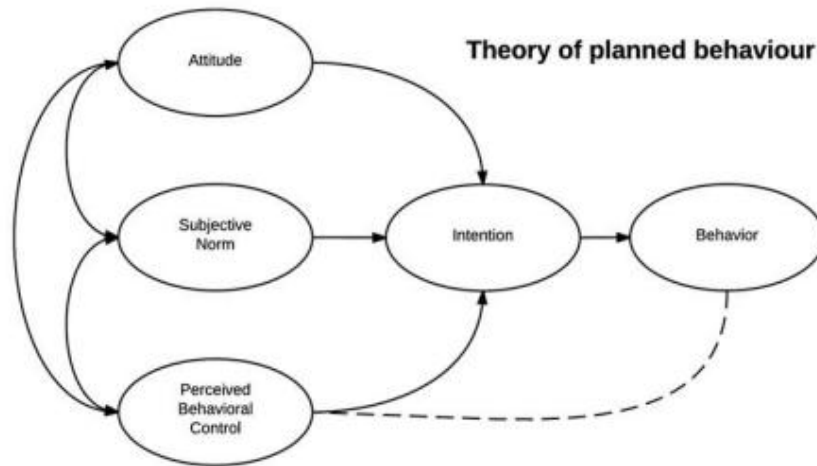 Theory of planned behaviour
Attitude
Subjective
Norm
Intention
Behavior
Perceived
Behavioral
Control